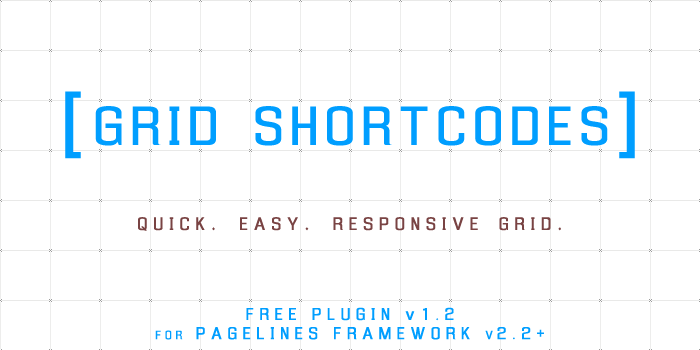 [GRID SHORTCODES]
QUICK. EASY. RESPONSIVE GRID.
FREE PLUGIN v1.2
FOR PAGELINES FRAMEWORK v2.2+